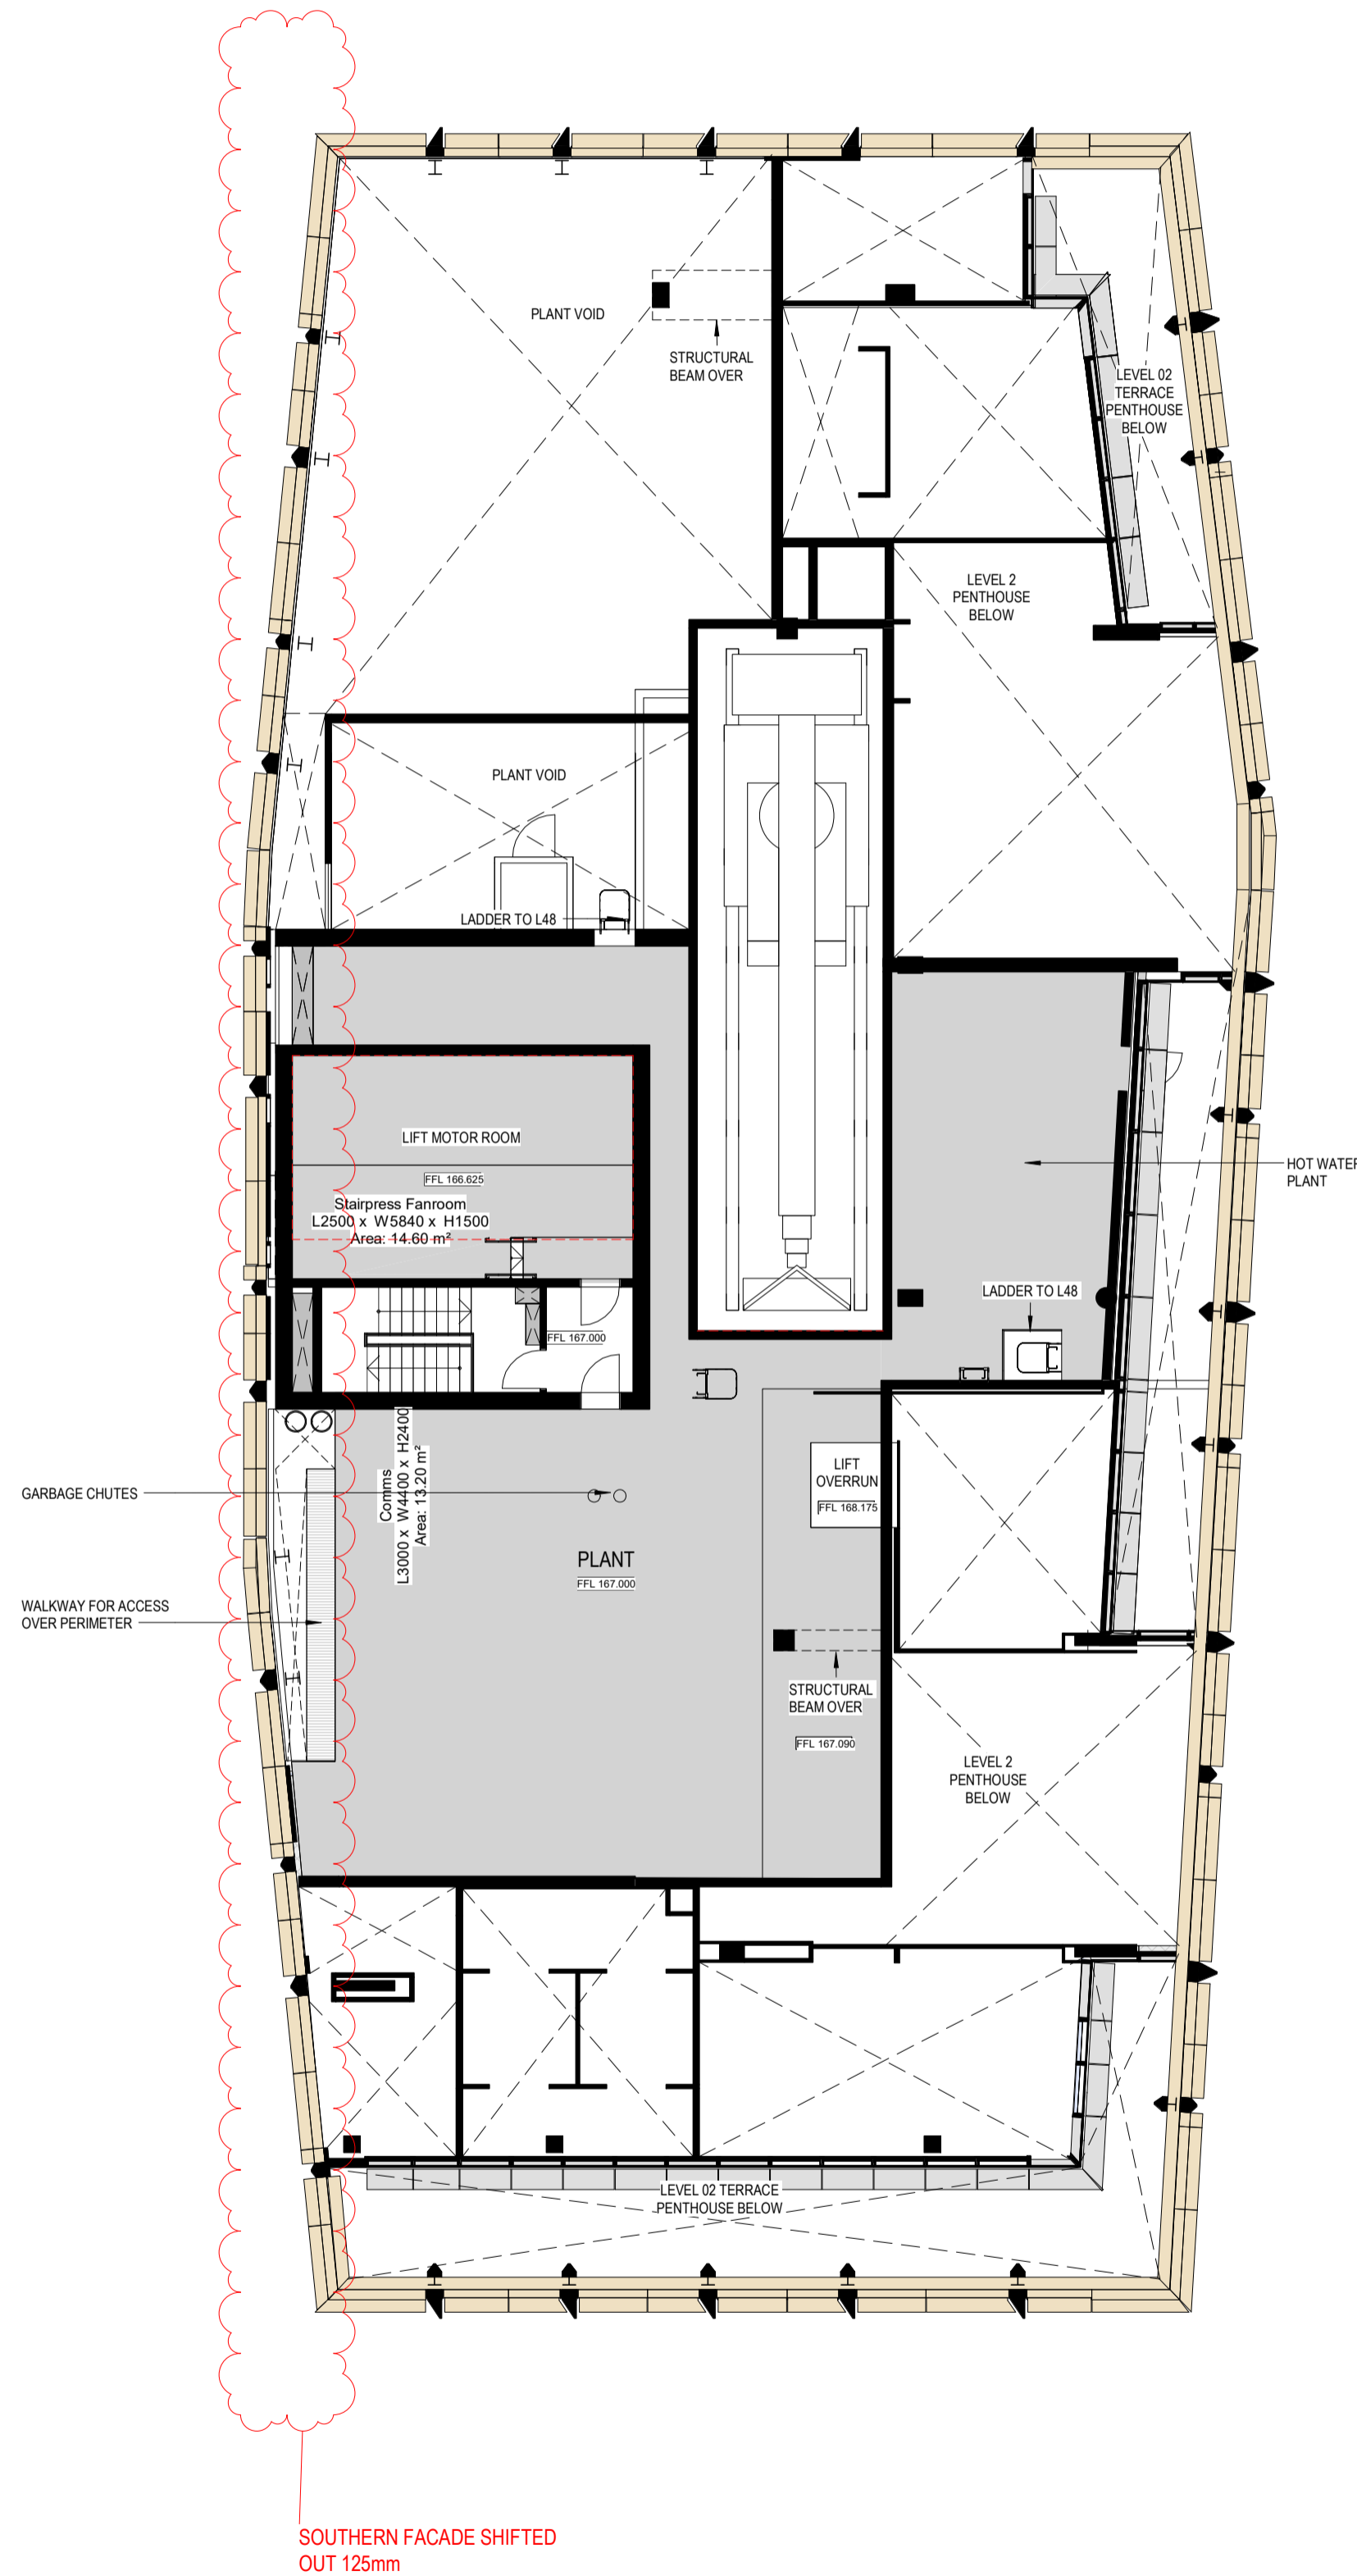 PLANT VOID
STRUCTURAL
BEAM OVER
LEVEL 02
TERRACE
PENTHOUSE
BELOW
LEVEL 2
PENTHOUSE
BELOW
PLANT VOID
LADDER TO L48
LIFT MOTOR ROOM
FFL 166.625
Stairpress Fanroom
L2500 x W5840 x H1500
Area: 14.60 m²
HOT WATER
PLANT
LADDER TO L48
FFL 167.000
Comms
L3000 x W4400 x H2400
Area: 13.20 m²
GARBAGE CHUTES
LIFT
OVERRUN
FFL 168.175
PLANT
FFL 167.000
WALKWAY FOR ACCESS
OVER PERIMETER
STRUCTURAL
BEAM OVER
FFL 167.090
LEVEL 2
PENTHOUSE
BELOW
LEVEL 02 TERRACE
PENTHOUSE BELOW
SOUTHERN FACADE SHIFTED
OUT 125mm